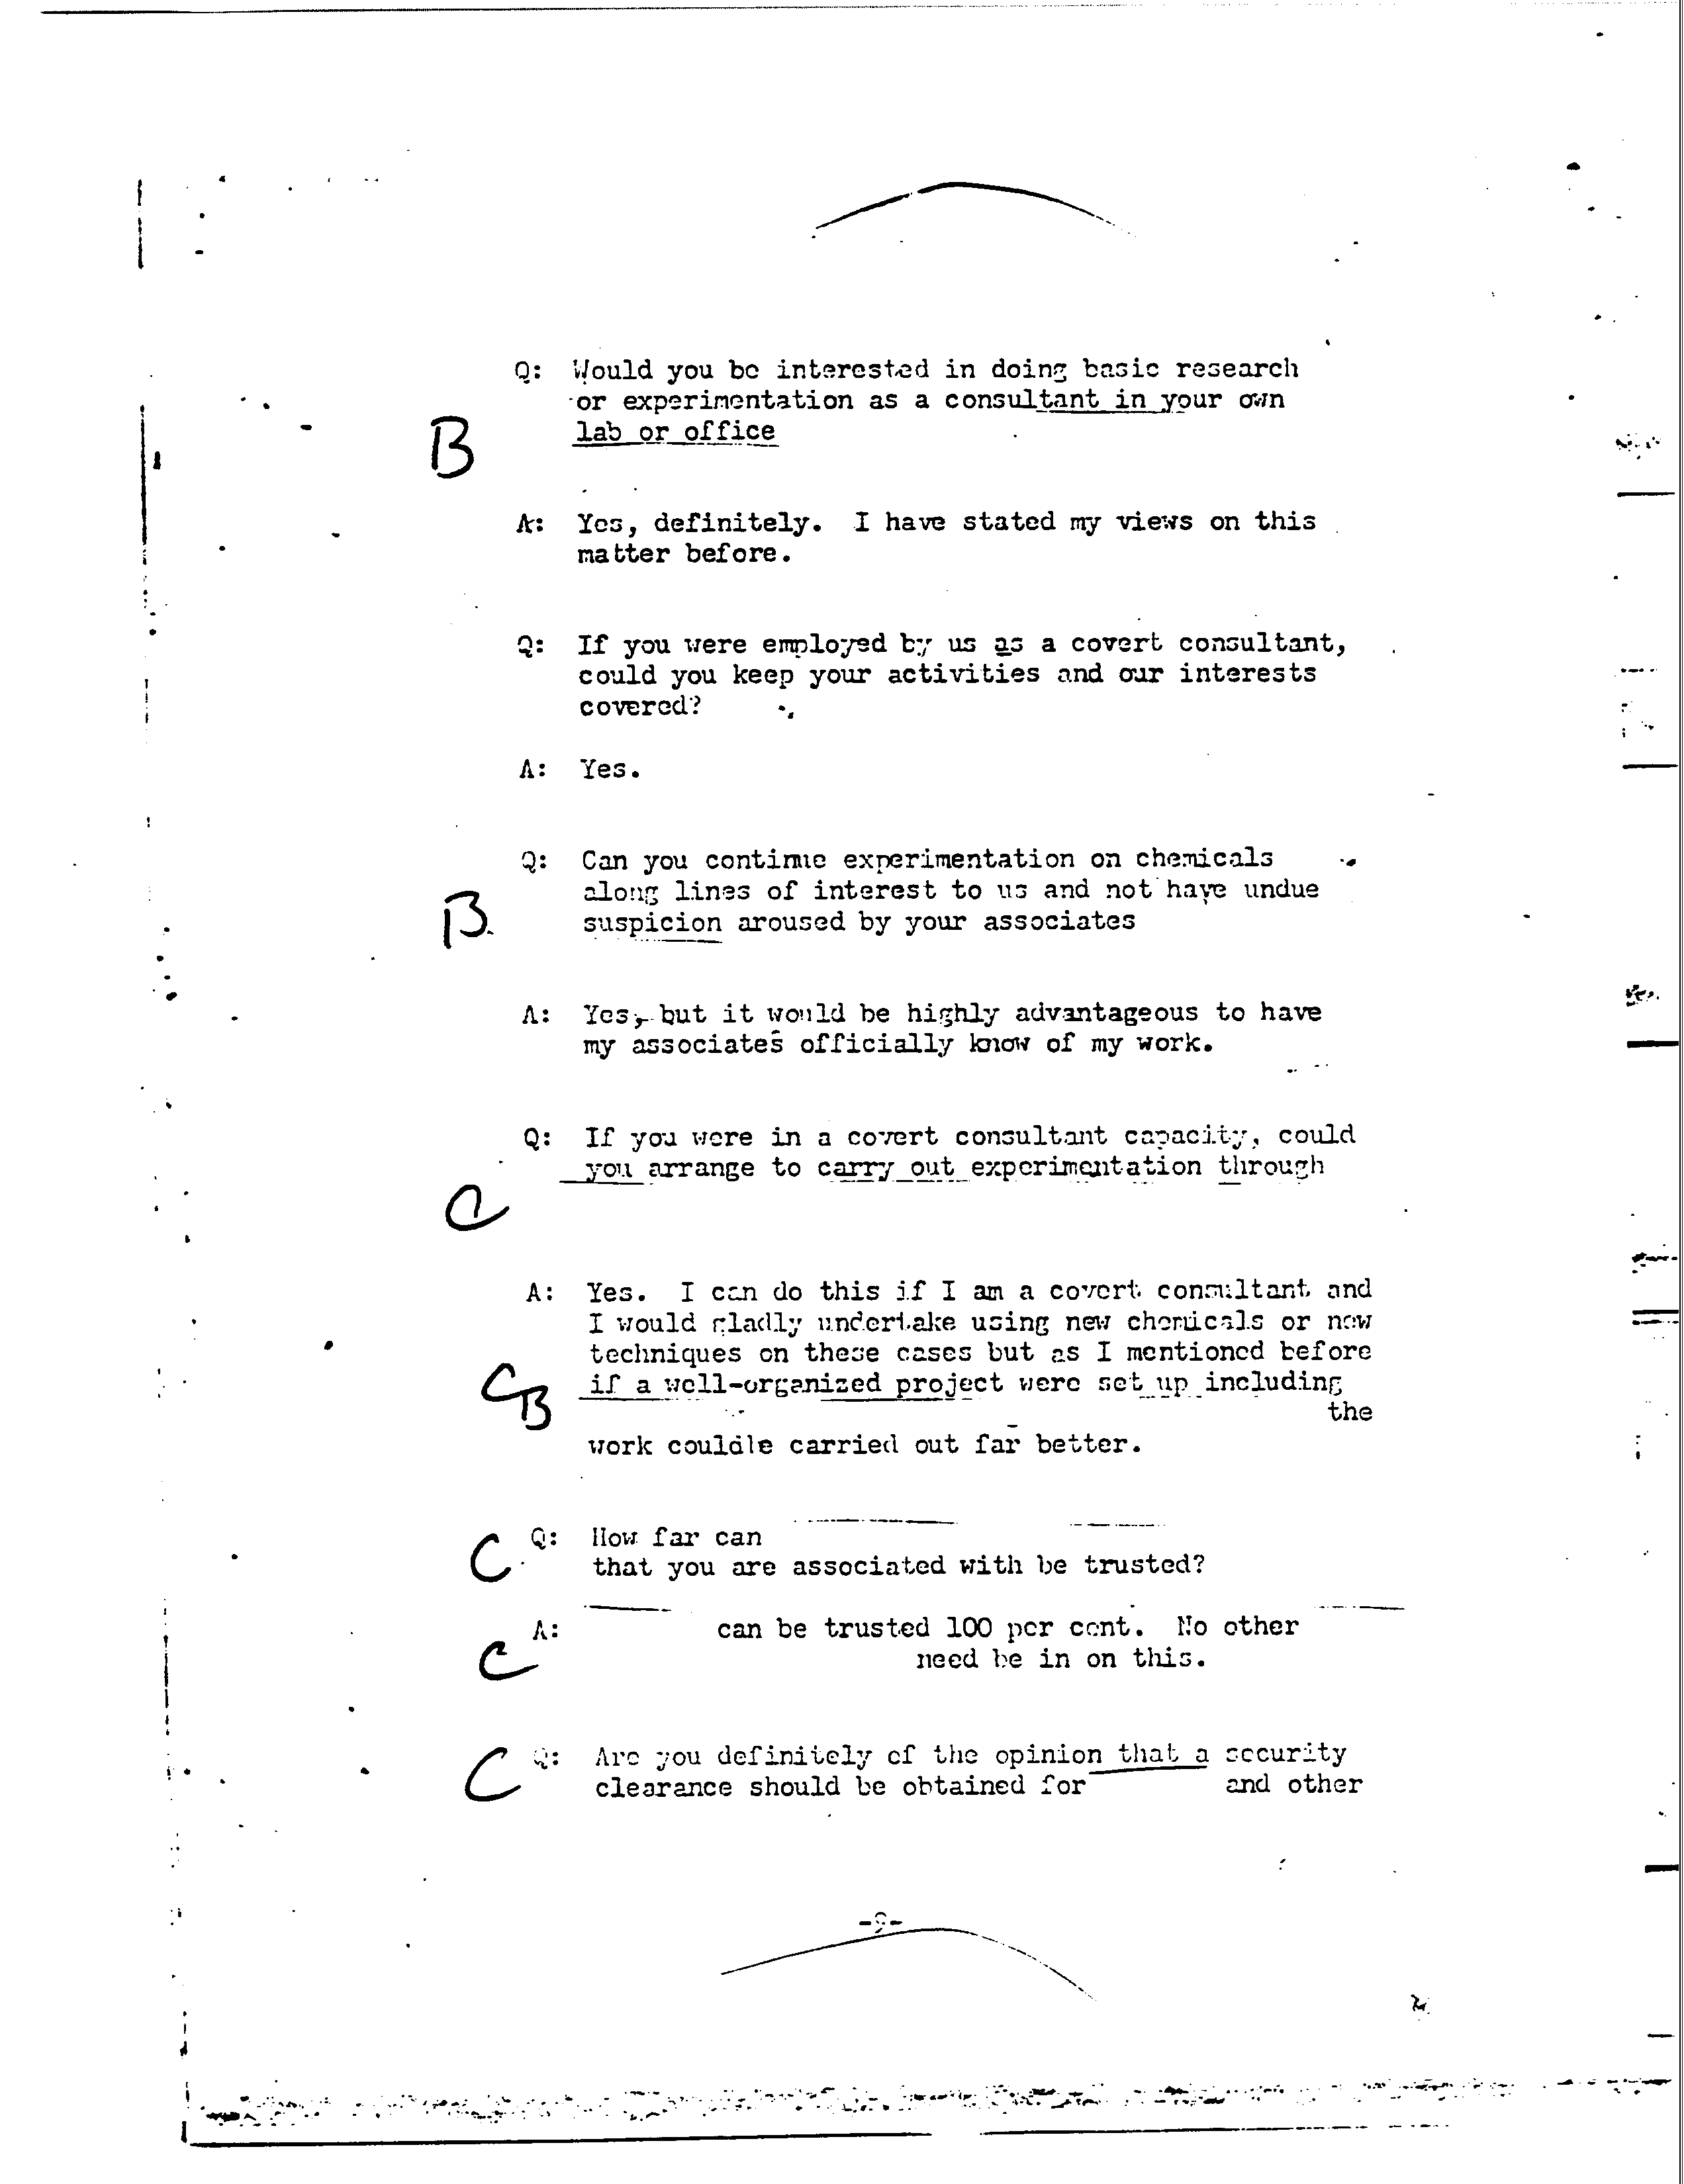 Q: Would you be interested in doing basic research
or experimentation as a consultant in your own
lab or office
B
A: Yes, definitely. I have stated my views on this
matter before.
Q: If you were employed by us as a covert consultant,
could you keep your activities and our interests
covered?
A: Yes.
Q: Can you continue experimentation on chemicals
along lines of interest to us and not have undue
B suspicion aroused by your associates
A: Yes, but it would be highly advantageous to have
my associates officially know of my work.
Q: If you were in a covert consultant capacity, could
you arrange to carry out experimentation through
C
A: Yes. I can do this if I am a covert consultant and
I would gladly undertake using new chemicals or new
techniques on these cases but as I mentioned before
CB if a well-organized project were set up including
the
work could be carried out far better.
C Q: How far can
that you are associated with be trusted?
A: can be trusted 100 per cent. No other
C need be in on this.
C Q: Are you definitely of the opinion that a security
clearance should be obtained for and other
-9-